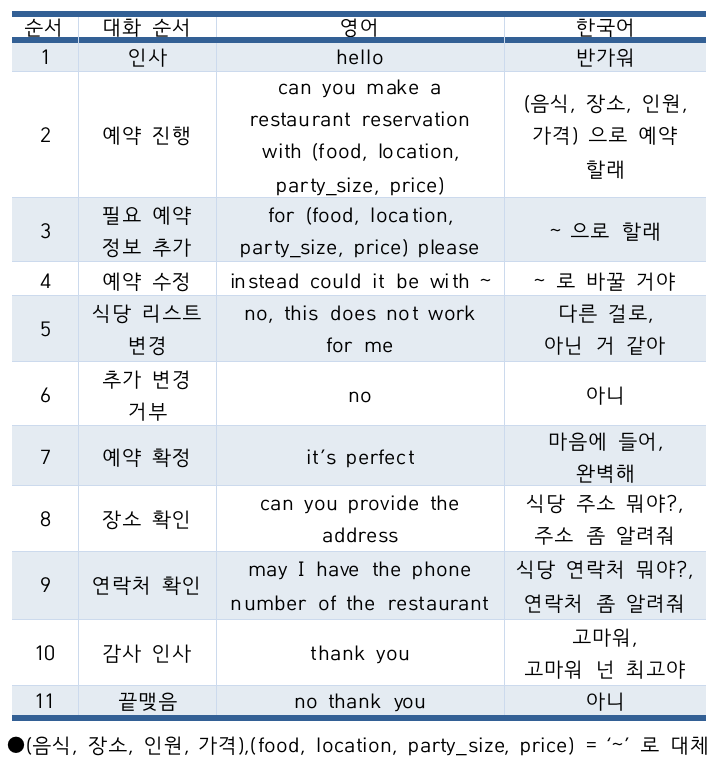 순서 대화 순서 영어 한국어
1 인사 hello 반가워
2 예약 진행 can you make a restaurant reservation with (food, location, party_size, price) (음식, 장소, 인원, 가격) 으로 예약 할래
3 필요 예약 정보 추가 for (food, location, party_size, price) please ~ 으로 할래
4 예약 수정 instead could it be with ~ ~ 로 바꿀 거야
5 식당 리스트 변경 no, this does not work for me 다른 걸로, 아닌 거 같아
6 추가 변경 거부 no 아니
7 예약 확정 it's perfect 마음에 들어, 완벽해
8 장소 확인 can you provide the address 식당 주소 뭐야?, 주소 좀 알려줘
9 연락처 확인 may I have the phone number of the restaurant 식당 연락처 뭐야?, 연락처 좀 알려줘
10 감사 인사 thank you 고마워, 고마워 넌 최고야
11 끝맺음 no thank you 아니
●(음식, 장소, 인원, 가격),(food, location, party_size, price) = ‘~’ 로 대체